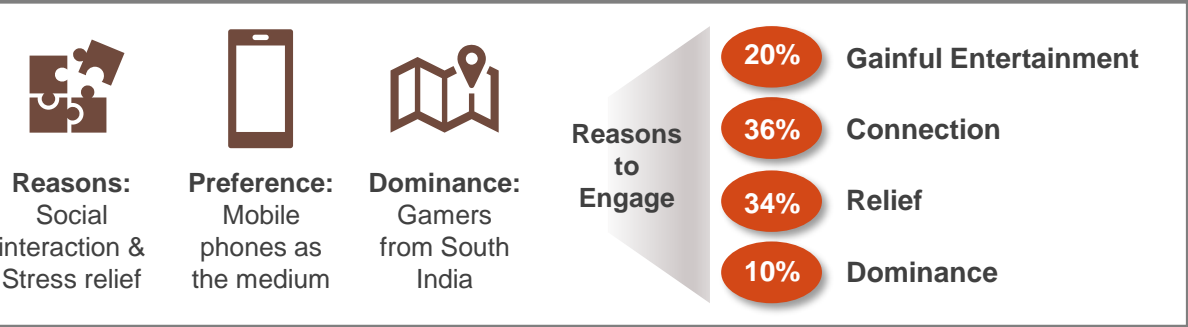 Reasons:
Social
interaction &
Stress relief
Preference:
Mobile
phones as
the medium
Dominance:
Gamers
from South
India
Reasons
to
Engage
20% Gainful Entertainment
36% Connection
34% Relief
10% Dominance